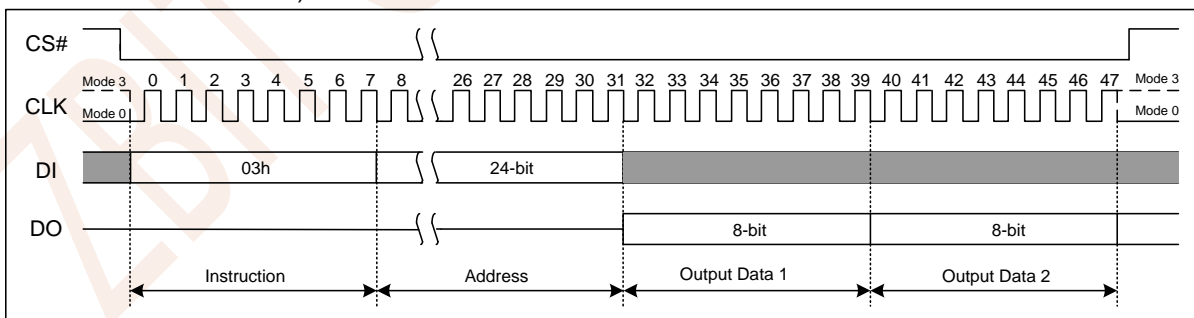 CS#
Mode 3 0 1 2 3 4 5 6 7 8 26 27 28 29 30 31 32 33 34 35 36 37 38 39 40 41 42 43 44 45 46 47 Mode 3
CLK
Mode 0 Mode 0
DI 03h 24-bit
DO 8-bit 8-bit
Instruction Address Output Data 1 Output Data 2
ZBIT